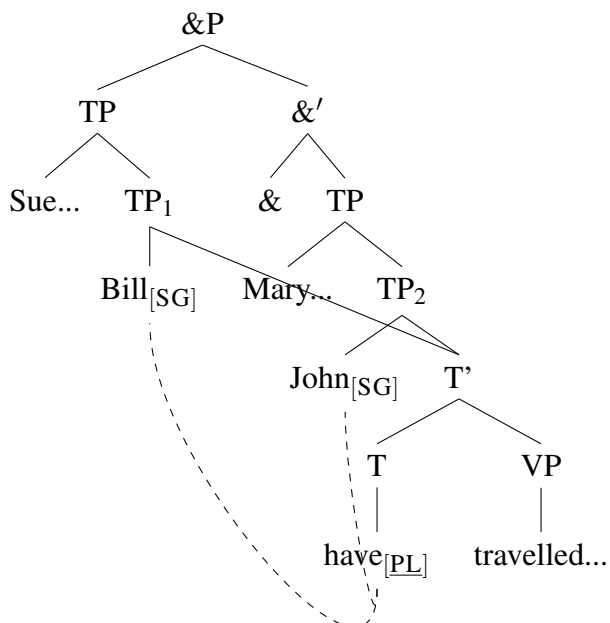 &P
TP &′
Sue... TP1 & TP
Bill[SG] Mary... TP2
John[SG] T’
T VP
have[PL] travelled...